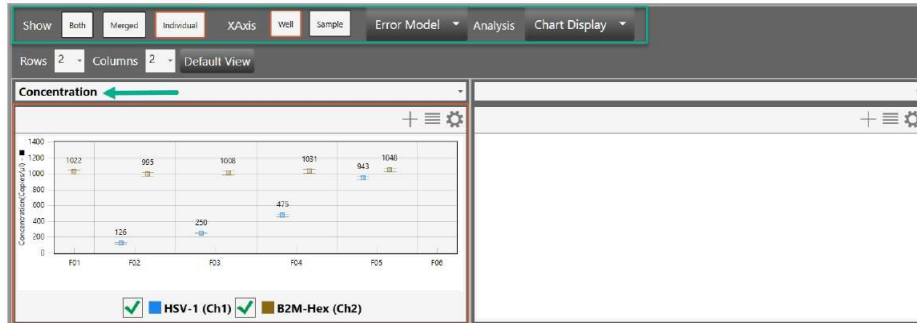 Show Both Merged Individual XAxis Well Sample Error Model Analysis Chart Display
Rows 2 Columns 2 Default View
Concentration
Concentration(Copies/µl) -
1400
1200
1000
800
600
400
200
0
1022 995 1008 1031 943 1048
126 250 475
F01 F02 F03 F04 F05 F06
HSV-1 (Ch1) B2M-Hex (Ch2)